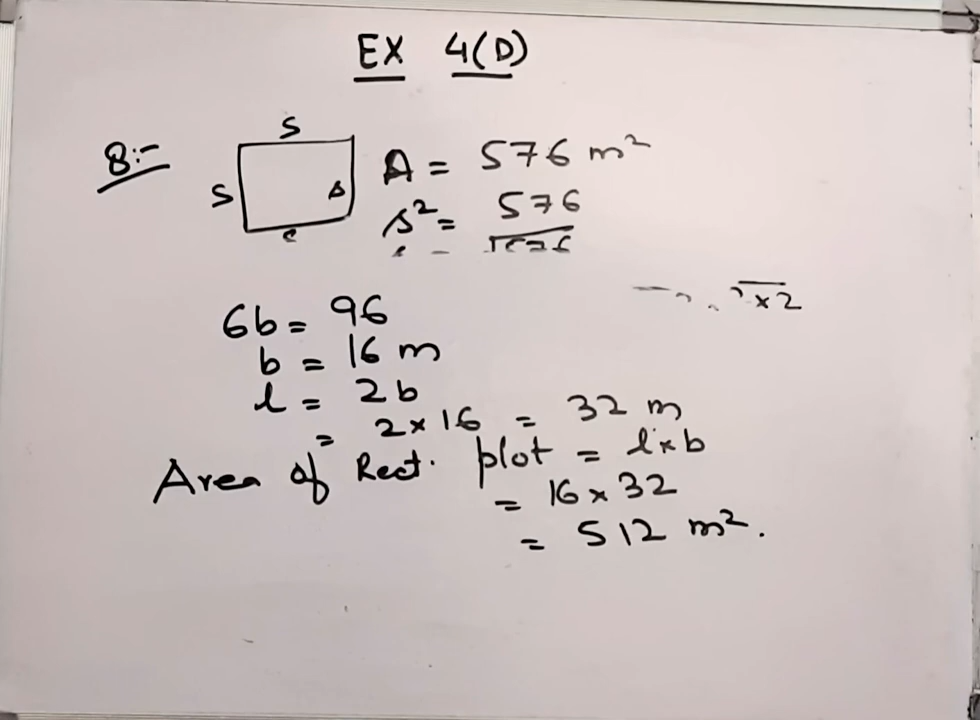 EX 4(D)
8:-
S
S
s
A = 576 m²
s² = 576
x2
6b = 96
b = 16 m
l = 2b
= 2 × 16 = 32 m
Area of Rect. plot = l×b
= 16 × 32
= 512 m².